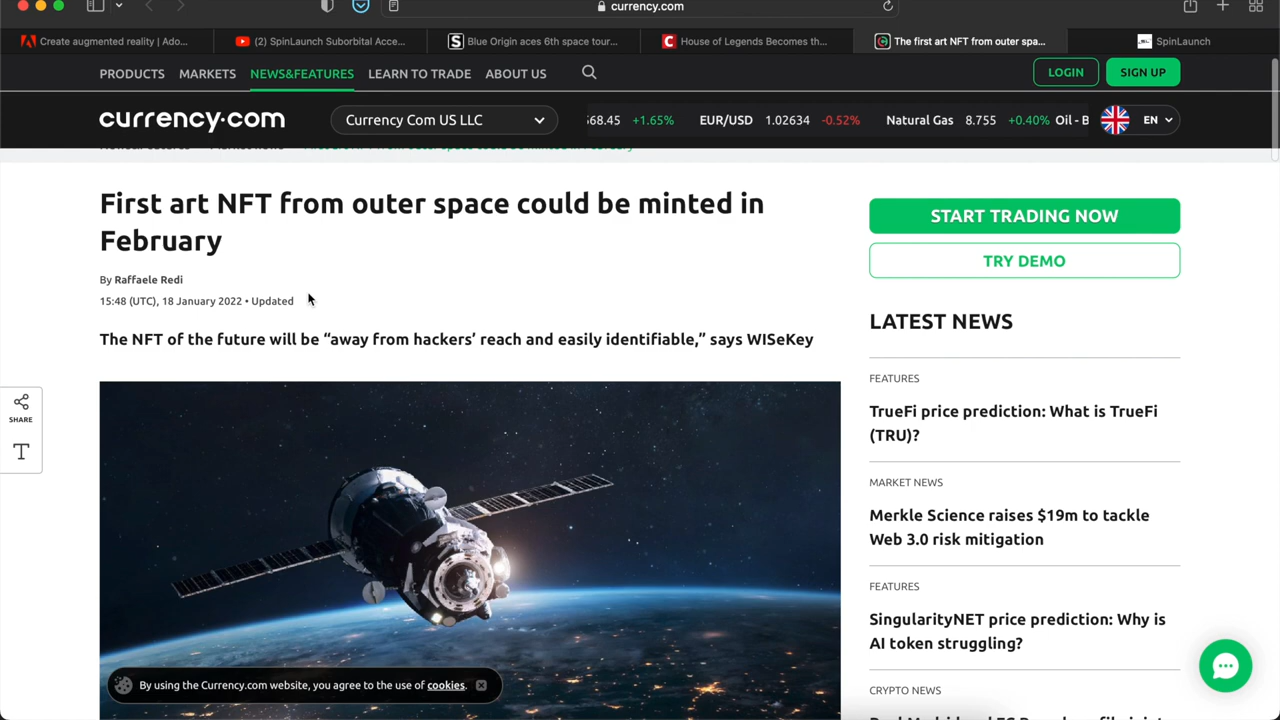 currency.com
Create augmented reality | Ado...
(2) SpinLaunch Suborbital Acce...
Blue Origin aces 6th space tour...
House of Legends Becomes th...
The first art NFT from outer spa...
SpinLaunch
PRODUCTS MARKETS NEWS&FEATURES LEARN TO TRADE ABOUT US
LOGIN SIGN UP
currency.com
Currency Com US LLC
68.45 +1.65% EUR/USD 1.02634 -0.52% Natural Gas 8.755 +0.40% Oil - B
EN
First art NFT from outer space could be minted in
February
By Raffaele Redi
15:48 (UTC), 18 January 2022 • Updated
The NFT of the future will be “away from hackers’ reach and easily identifiable,” says WISeKey
SHARE
T
By using the Currency.com website, you agree to the use of cookies.
START TRADING NOW
TRY DEMO
LATEST NEWS
FEATURES
TrueFi price prediction: What is TrueFi
(TRU)?
MARKET NEWS
Merkle Science raises $19m to tackle
Web 3.0 risk mitigation
FEATURES
SingularityNET price prediction: Why is
AI token struggling?
CRYPTO NEWS